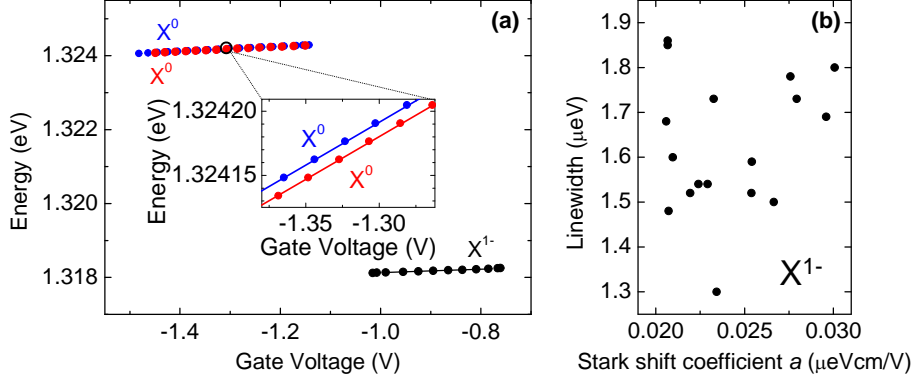 (a)
X⁰
X⁰
1.324
1.322
1.320
1.318
Energy (eV)
-1.4
-1.2
-1.0
-0.8
Gate Voltage (V)
X¹⁻
1.32420
1.32415
Energy (eV)
X⁰
X⁰
-1.35
-1.30
Gate Voltage (V)
(b)
1.9
1.8
1.7
1.6
1.5
1.4
1.3
Linewidth (μeV)
X¹⁻
0.020
0.025
0.030
Stark shift coefficient a (μeVcm/V)